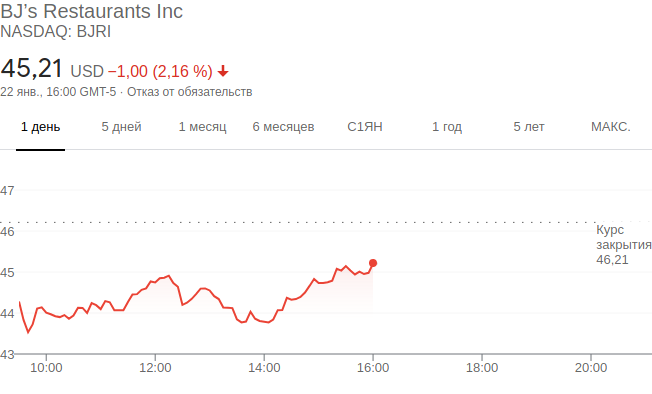 BJ's Restaurants Inc
NASDAQ: BJRI
45,21 USD −1,00 (2,16 %)
22 янв., 16:00 GMT-5 · Отказ от обязательств
1 день 5 дней 1 месяц 6 месяцев С1ЯН 1 год 5 лет МАКС.
47
46
45
44
43
Курс
закрытия
46,21
10:00 12:00 14:00 16:00 18:00 20:00